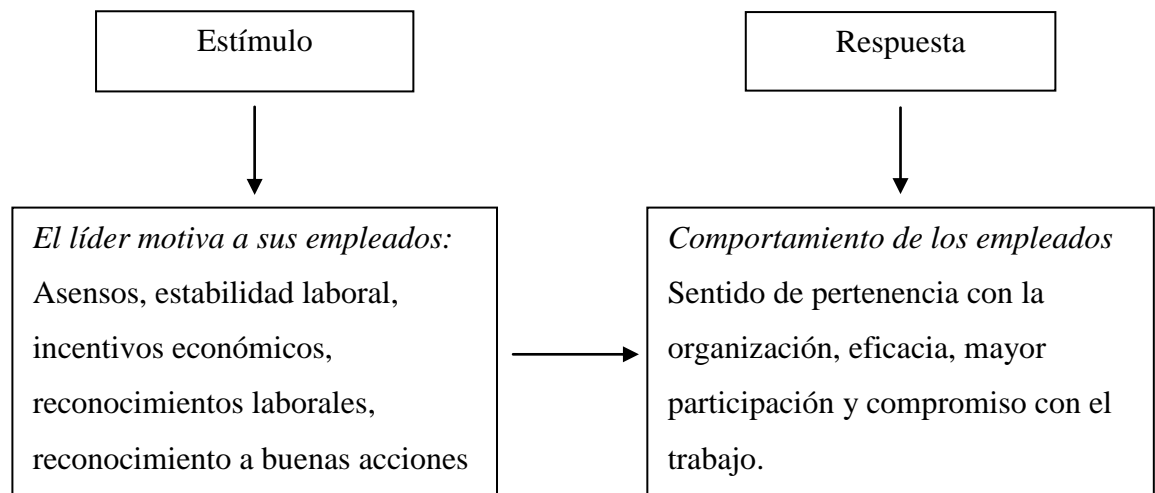 Estímulo
Respuesta
El líder motiva a sus empleados:
Asensos, estabilidad laboral,
incentivos económicos,
reconocimientos laborales,
reconocimiento a buenas acciones
Comportamiento de los empleados
Sentido de pertenencia con la
organización, eficacia, mayor
participación y compromiso con el
trabajo.